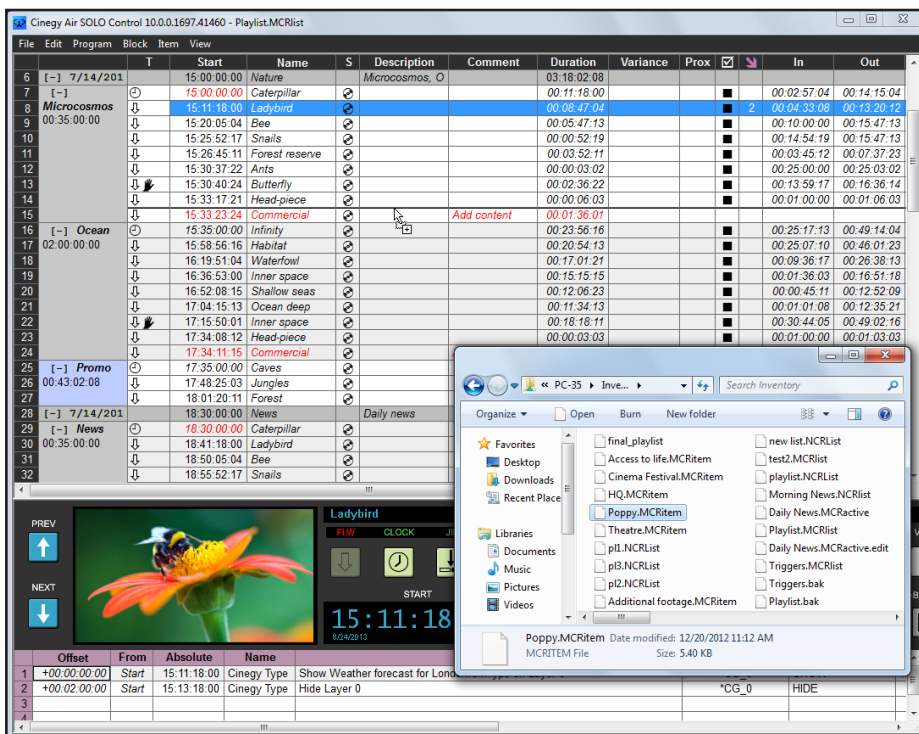 Cinegy Air SOLO Control 10.0.0.1697.41460 - Playlist.MCRlist
File Edit Program Block Item View
T Start Name S Description Comment Duration Variance Prox In Out
6 [-] 7/14/201 15:00:00:00 Nature Microcosmos, O 03:18:02:08
7 [-] 15:00:00:00 Caterpillar 00:11:18:00 00:02:57:04 00:14:15:04
8 Microcosmos 15:11:18:00 Ladybird 00:08:47:04 2 00:04:33:08 00:13:20:12
9 00:35:00:00 15:20:05:04 Bee 00:05:47:13 00:10:00:00 00:15:47:13
10 15:25:52:17 Snails 00:00:52:19 00:14:54:19 00:15:47:13
11 15:26:45:11 Forest reserve 00:03:52:11 00:03:45:12 00:07:37:23
12 15:30:37:22 Ants 00:00:03:02 00:25:00:00 00:25:03:02
13 15:30:40:24 Butterfly 00:02:36:22 00:13:59:17 00:16:36:14
14 15:33:17:21 Head-piece 00:00:06:03 00:01:00:00 00:01:06:03
15 15:33:23:24 Commercial Add content 00:01:36:01
16 [-] Ocean 15:35:00:00 Infinity 00:23:56:16 00:25:17:13 00:49:14:04
17 02:00:00:00 15:58:56:16 Habitat 00:20:54:13 00:25:07:10 00:46:01:23
18 16:19:51:04 Waterfowl 00:17:01:21 00:09:36:17 00:26:38:13
19 16:36:53:00 Inner space 00:15:15:15 00:01:36:03 00:16:51:18
20 16:52:08:15 Shallow seas 00:12:06:23 00:00:45:11 00:12:52:09
21 17:04:15:13 Ocean deep 00:11:34:13 00:01:01:08 00:12:35:21
22 17:15:50:01 Inner space 00:18:18:11 00:30:44:05 00:49:02:16
23 17:34:08:12 Head-piece 00:00:03:03 00:01:00:00 00:01:03:03
24 17:34:11:15 Commercial
25 [-] Promo 17:35:00:00 Caves
26 00:43:02:08 17:48:25:03 Jungles
27 18:01:20:11 Forest
28 [-] 7/14/201 18:30:00:00 News Daily news
29 [-] News 18:30:00:00 Caterpillar
30 00:35:00:00 18:41:18:00 Ladybird
31 18:50:05:04 Bee
32 18:55:52:17 Snails
« PC-35 Inve... Search Inventory
Organize Open Burn New folder
Favorites
Desktop
Downloads
Recent Place
Libraries
Documents
Music
Pictures
Videos
final_playlist new list.NCRList
Access to life.MCRitem test2.MCRlist
Cinema Festival.MCRitem playlist.NCRList
HQ.MCRitem Morning News.NCRlist
Poppy.MCRitem Daily News.MCRactive
Theatre.MCRitem Playlist.MCRlist
pl1.NCRList Daily News.MCRactive.edit
pl3.NCRList Triggers.MCRlist
pl2.NCRList Triggers.bak
Additional footage.MCRitem Playlist.bak
Poppy.MCRitem Date modified: 12/20/2012 11:12 AM
MCRITEM File Size: 5.40 KB
PREV
NEXT
Ladybird
FLW CLOCK
START
15:11:18
8/24/2013
Offset From Absolute Name
1 +00:00:00:00 Start 15:11:18:00 Cinegy Type Show Weather forecast for
2 +00:02:00:00 Start 15:13:18:00 Cinegy Type Hide Layer 0 *CG_0 HIDE
3
4